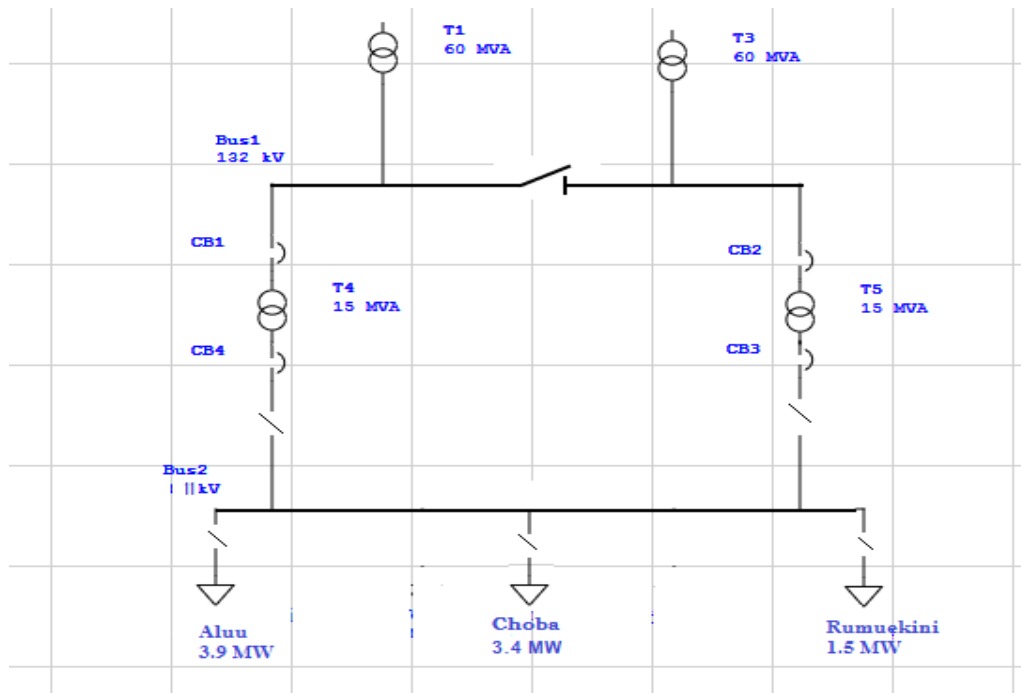 T1
60 MVA
T3
60 MVA
Bus1
132 kV
CB1
CB2
T4
15 MVA
T5
15 MVA
CB4
CB3
Bus2
kV
Aluu
3.9 MW
Choba
3.4 MW
Rumuekini
1.5 MW